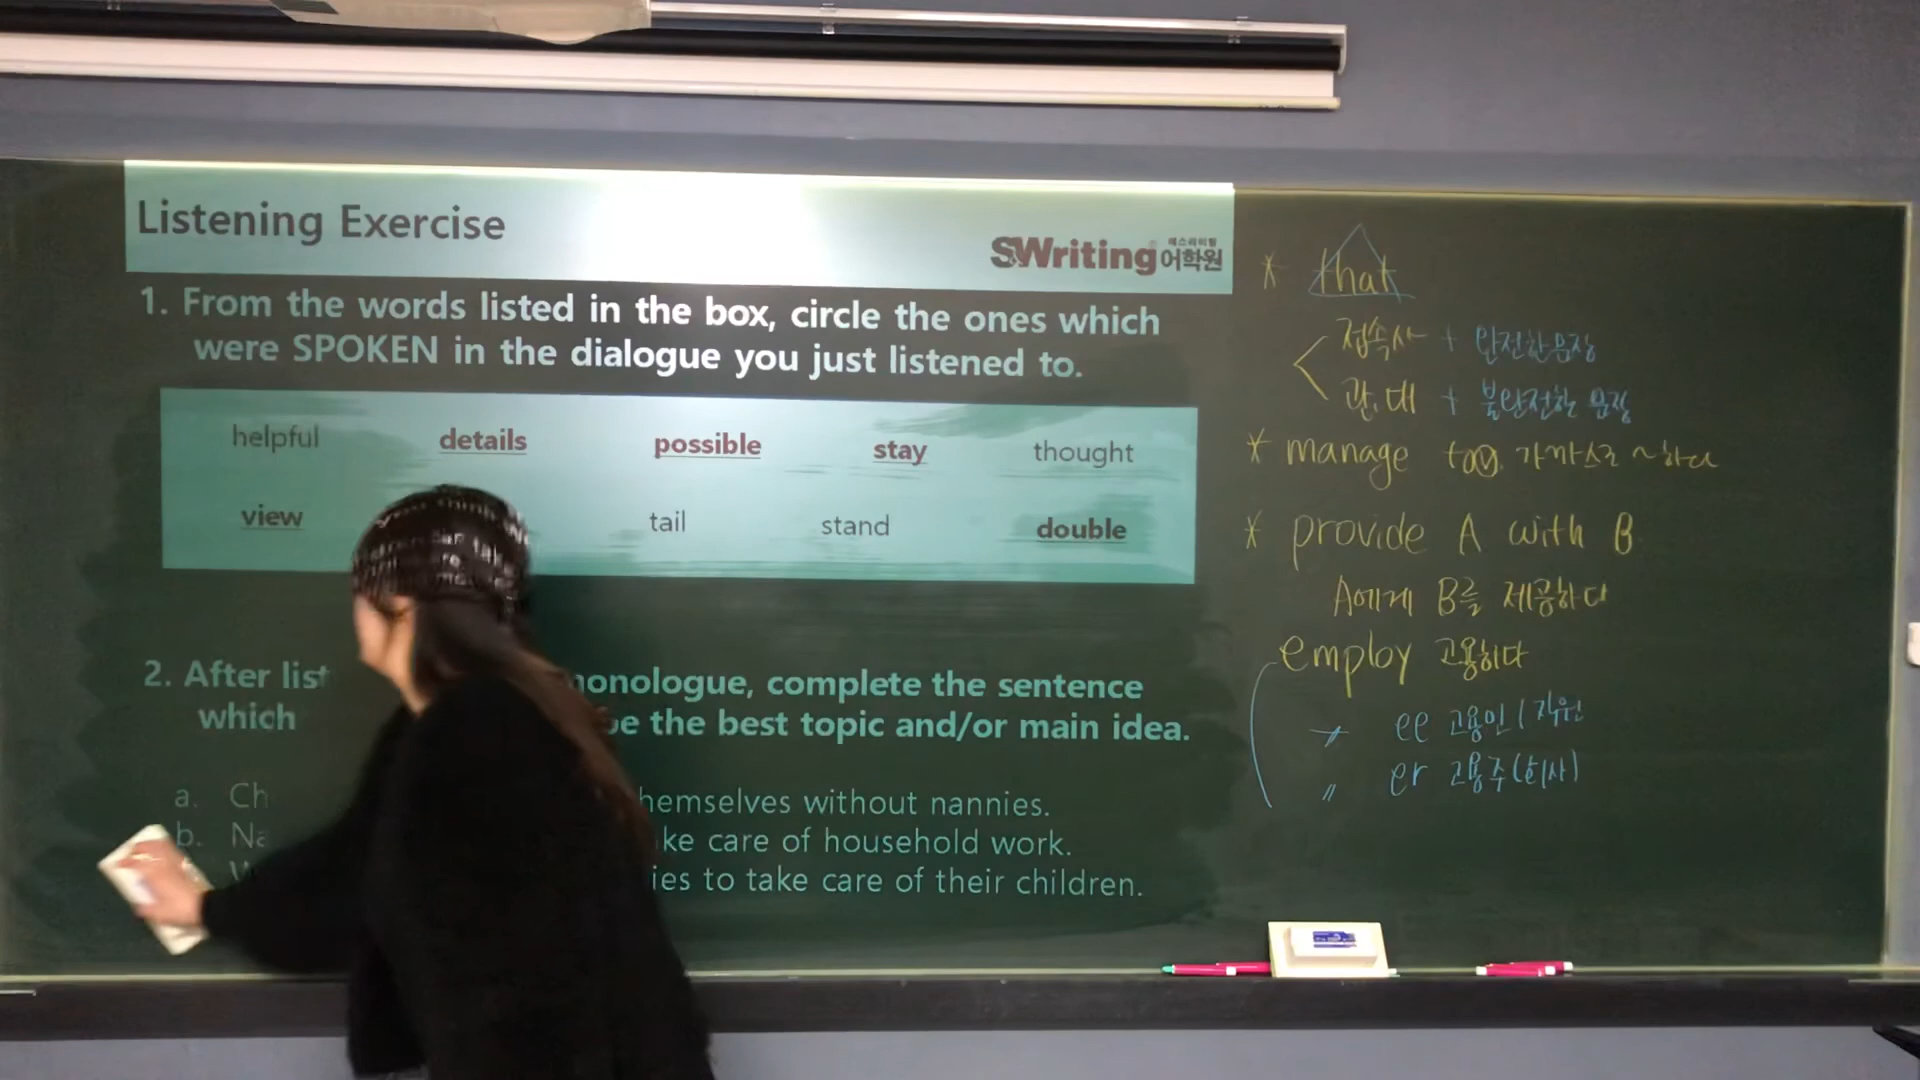 Listening Exercise
SWriting 에스라이팅 어학원
1. From the words listed in the box, circle the ones which
were SPOKEN in the dialogue you just listened to.
helpful details possible stay thought
view tail stand double
2. After list monologue, complete the sentence
which be the best topic and/or main idea.
a. Ch hemselves without nannies.
b. Na ke care of household work.
W ies to take care of their children.
* that
접속사 + 완전한문장
관.대 + 불완전한 문장
* manage to V. 가까스로 ~하다
* provide A with B
A에게 B를 제공하다
employ 고용하다
ee 고용인 / 직원
〃 er 고용주(회사)